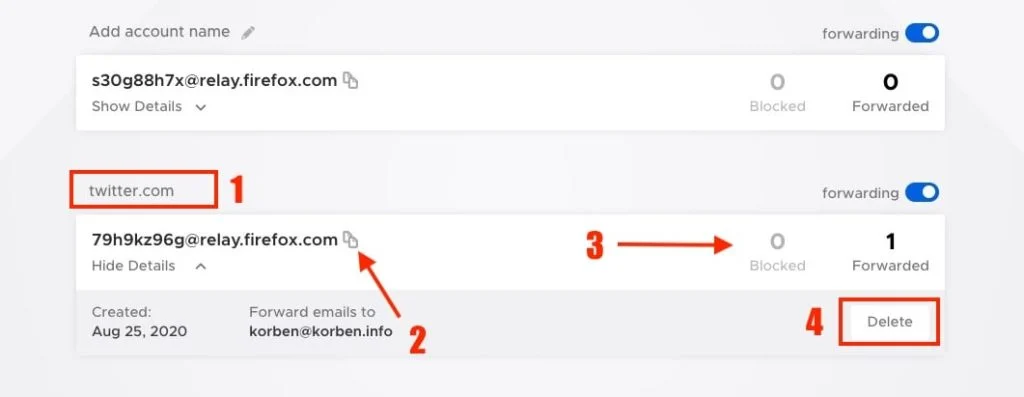 Add account name
forwarding
s30g88h7x@relay.firefox.com
0
0
Show Details
Blocked
Forwarded
twitter.com
1
forwarding
79h9kz96g@relay.firefox.com
3
0
1
Hide Details
Blocked
Forwarded
Created:
Forward emails to
Aug 25, 2020
korben@korben.info
2
4
Delete